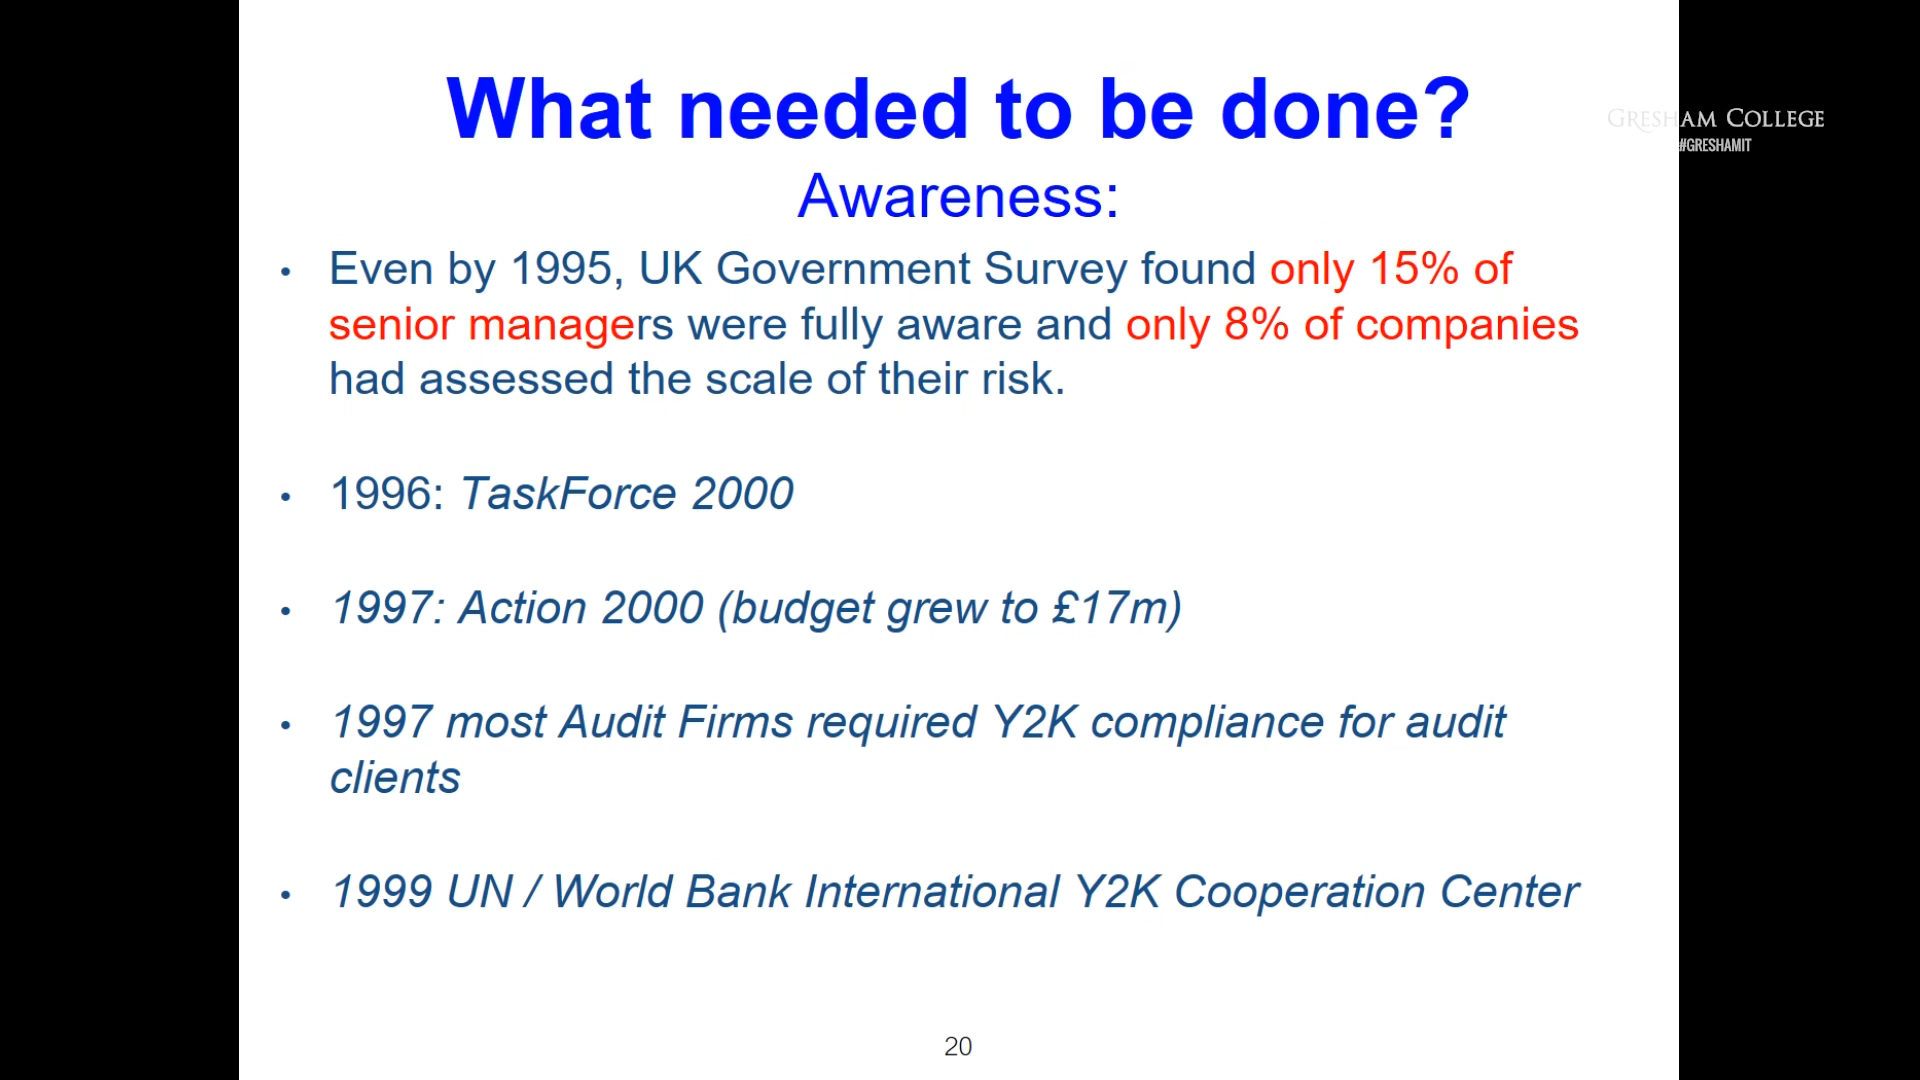 What needed to be done?
GRESHAM COLLEGE
#GRESHAMIT
Awareness:
• Even by 1995, UK Government Survey found only 15% of
senior managers were fully aware and only 8% of companies
had assessed the scale of their risk.
• 1996: TaskForce 2000
• 1997: Action 2000 (budget grew to £17m)
• 1997 most Audit Firms required Y2K compliance for audit
clients
• 1999 UN / World Bank International Y2K Cooperation Center
20